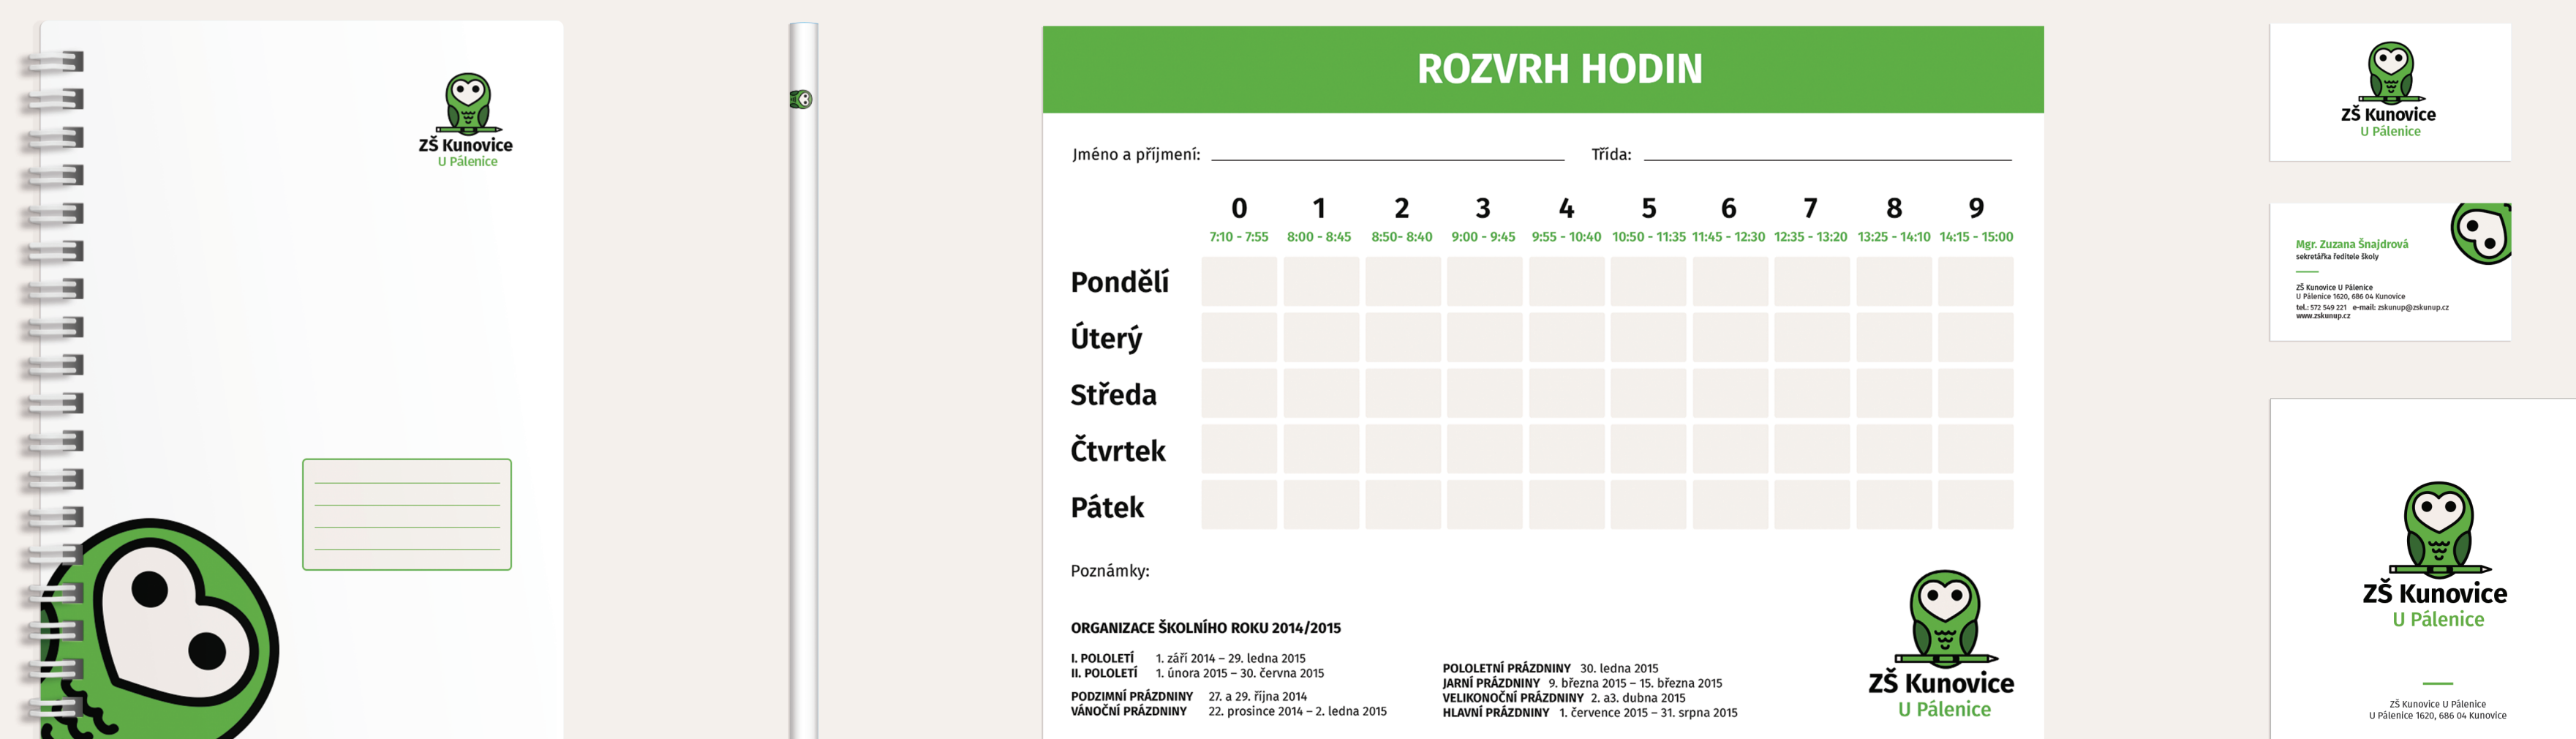 ZŠ Kunovice
U Pálenice
ROZVRH HODIN
Jméno a příjmení: Třída:
0 1 2 3 4 5 6 7 8 9
7:10 - 7:55 8:00 - 8:45 8:50- 8:40 9:00 - 9:45 9:55 - 10:40 10:50 - 11:35 11:45 - 12:30 12:35 - 13:20 13:25 - 14:10 14:15 - 15:00
Pondělí
Úterý
Středa
Čtvrtek
Pátek
Poznámky:
ORGANIZACE ŠKOLNÍHO ROKU 2014/2015
I. POLOLETÍ 1. září 2014 – 29. ledna 2015
II. POLOLETÍ 1. února 2015 – 30. června 2015
PODZIMNÍ PRÁZDNINY 27. a 29. října 2014
VÁNOČNÍ PRÁZDNINY 22. prosince 2014 – 2. ledna 2015
POLOLETNÍ PRÁZDNINY 30. ledna 2015
JARNÍ PRÁZDNINY 9. března 2015 – 15. března 2015
VELIKONOČNÍ PRÁZDNINY 2. a3. dubna 2015
HLAVNÍ PRÁZDNINY 1. července 2015 – 31. srpna 2015
ZŠ Kunovice
U Pálenice
ZŠ Kunovice
U Pálenice
Mgr. Zuzana Šnajdrová
sekretářka ředitele školy
ZŠ Kunovice U Pálenice
U Pálenice 1620, 686 04 Kunovice
tel.: 572 549 221 e-mail: zskunup@zskunup.cz
www.zskunup.cz
ZŠ Kunovice
U Pálenice
ZŠ Kunovice U Pálenice
U Pálenice 1620, 686 04 Kunovice